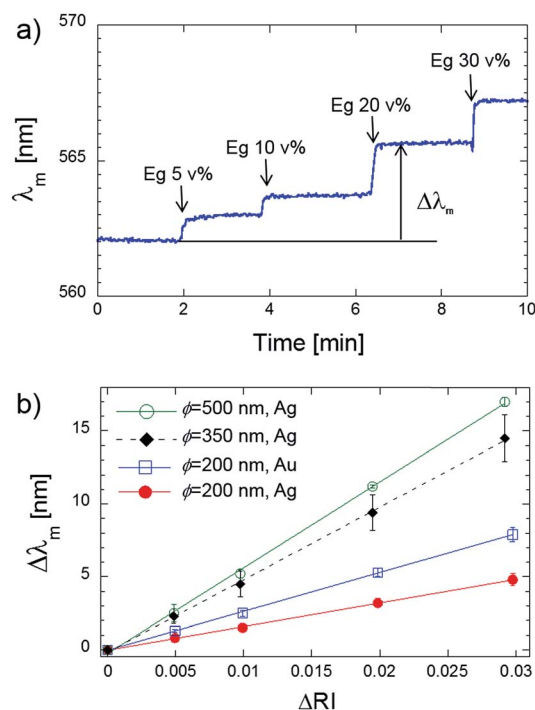 a)
570
565
560
λm [nm]
Eg 5 v%
Eg 10 v%
Eg 20 v%
Eg 30 v%
Δλm
0 2 4 6 8 10
Time [min]
b)
ϕ=500 nm, Ag
ϕ=350 nm, Ag
ϕ=200 nm, Au
ϕ=200 nm, Ag
15
10
5
0
Δλm [nm]
0 0.005 0.01 0.015 0.02 0.025 0.03
ΔRI